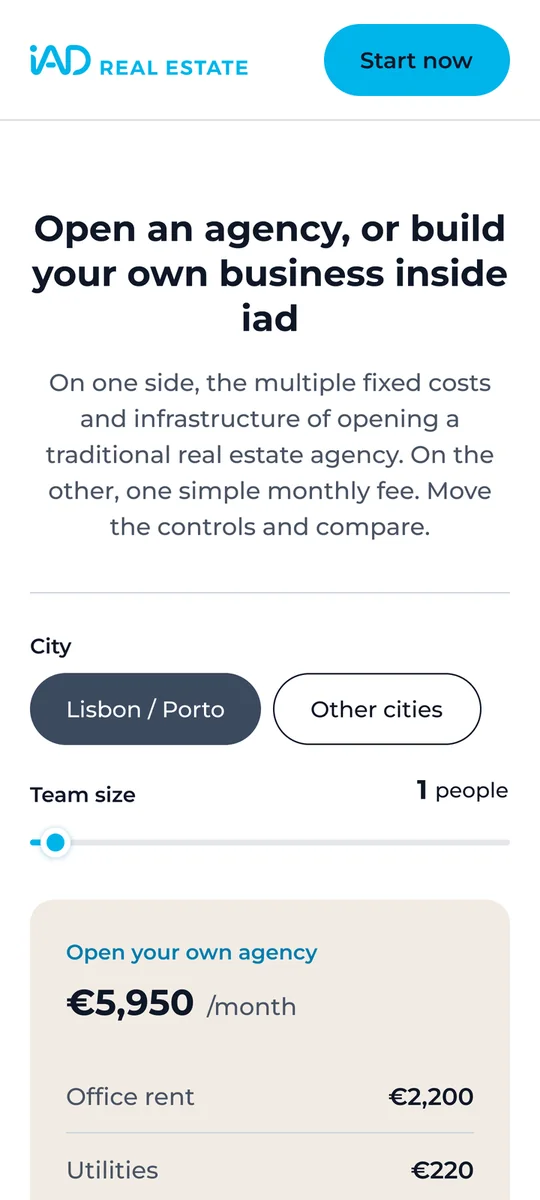 iAD REAL ESTATE
Start now
Open an agency, or build
your own business inside
iad
On one side, the multiple fixed costs
and infrastructure of opening a
traditional real estate agency. On the
other, one simple monthly fee. Move
the controls and compare.
City
Lisbon / Porto
Other cities
Team size
1 people
Open your own agency
€5,950 /month
Office rent
€2,200
Utilities
€220